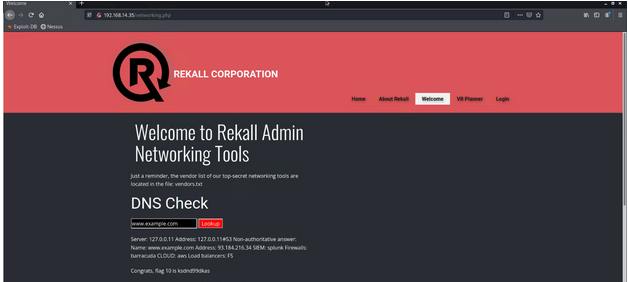 Welcome
192.168.14.35/networking.php
Exploit-DB Nessus
R REKALL CORPORATION
Home About Rekall Welcome VR Planner Login
Welcome to Rekall Admin
Networking Tools
Just a reminder, the vendor list of our top-secret networking tools are
located in the file: vendors.txt
DNS Check
www.example.com Lookup
Server: 127.0.0.11 Address: 127.0.0.11#53 Non-authoritative answer:
Name: www.example.com Address: 93.184.216.34 SIEM: splunk Firewalls:
barracuda CLOUD: aws Load balancers: F5
Congrats, flag 10 is ksdnd99dkas